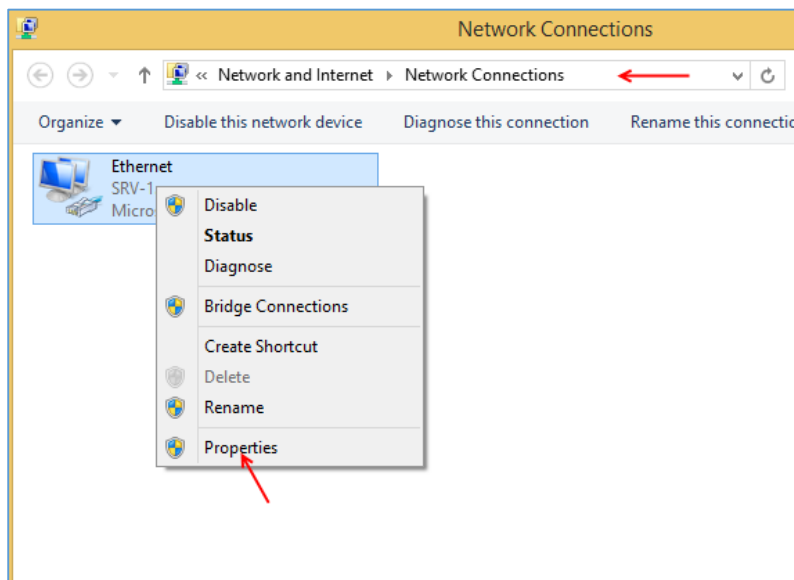 Network Connections
« Network and Internet Network Connections
Organize Disable this network device Diagnose this connection Rename this connectio
Ethernet
SRV-1
Micros
Disable
Status
Diagnose
Bridge Connections
Create Shortcut
Delete
Rename
Properties